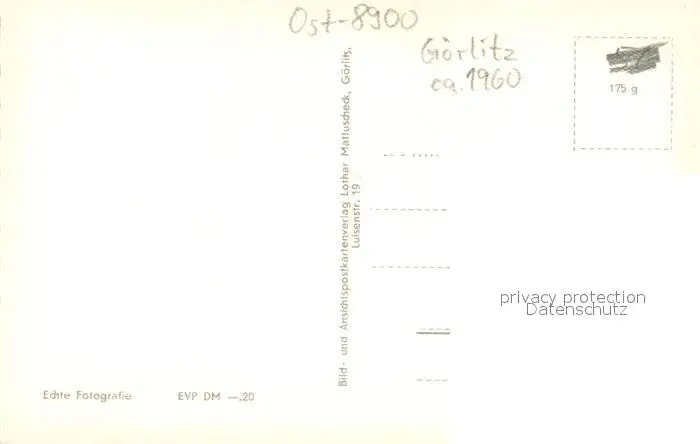 Ost-8900
Görlitz
ca. 1960
175 g
Bild- und Ansichtspostkartenverlag Lothar Mattuscheck, Görlitz,
Luisenstr. 19
privacy protection
Datenschutz
Echte Fotografie EVP DM —.20